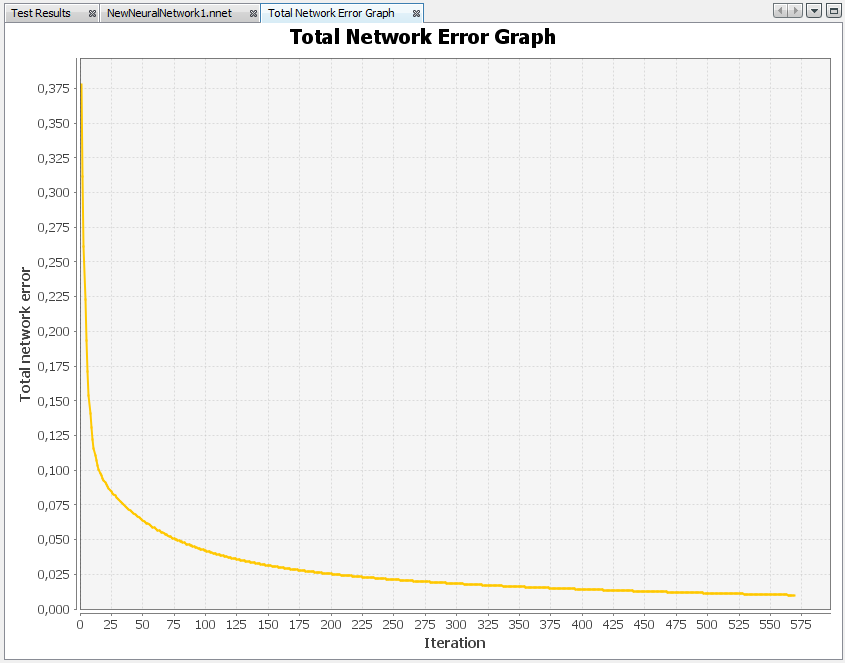 Test Results
NewNeuralNetwork1.nnet
Total Network Error Graph
Total Network Error Graph
Total network error
0,375
0,350
0,325
0,300
0,275
0,250
0,225
0,200
0,175
0,150
0,125
0,100
0,075
0,050
0,025
0,000
0 25 50 75 100 125 150 175 200 225 250 275 300 325 350 375 400 425 450 475 500 525 550 575
Iteration